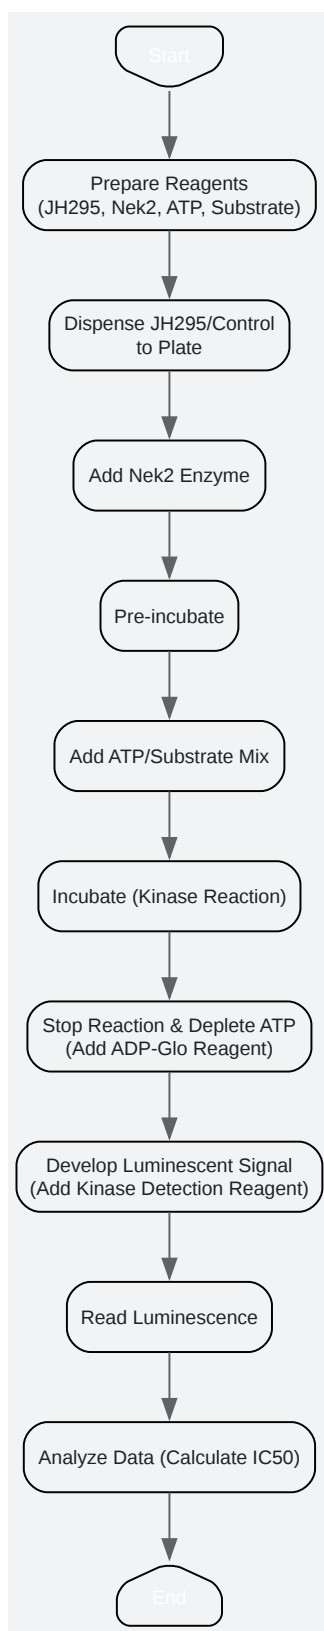 Start
Prepare Reagents
(JH295, Nek2, ATP, Substrate)
Dispense JH295/Control
to Plate
Add Nek2 Enzyme
Pre-incubate
Add ATP/Substrate Mix
Incubate (Kinase Reaction)
Stop Reaction & Deplete ATP
(Add ADP-Glo Reagent)
Develop Luminescent Signal
(Add Kinase Detection Reagent)
Read Luminescence
Analyze Data (Calculate IC50)
End